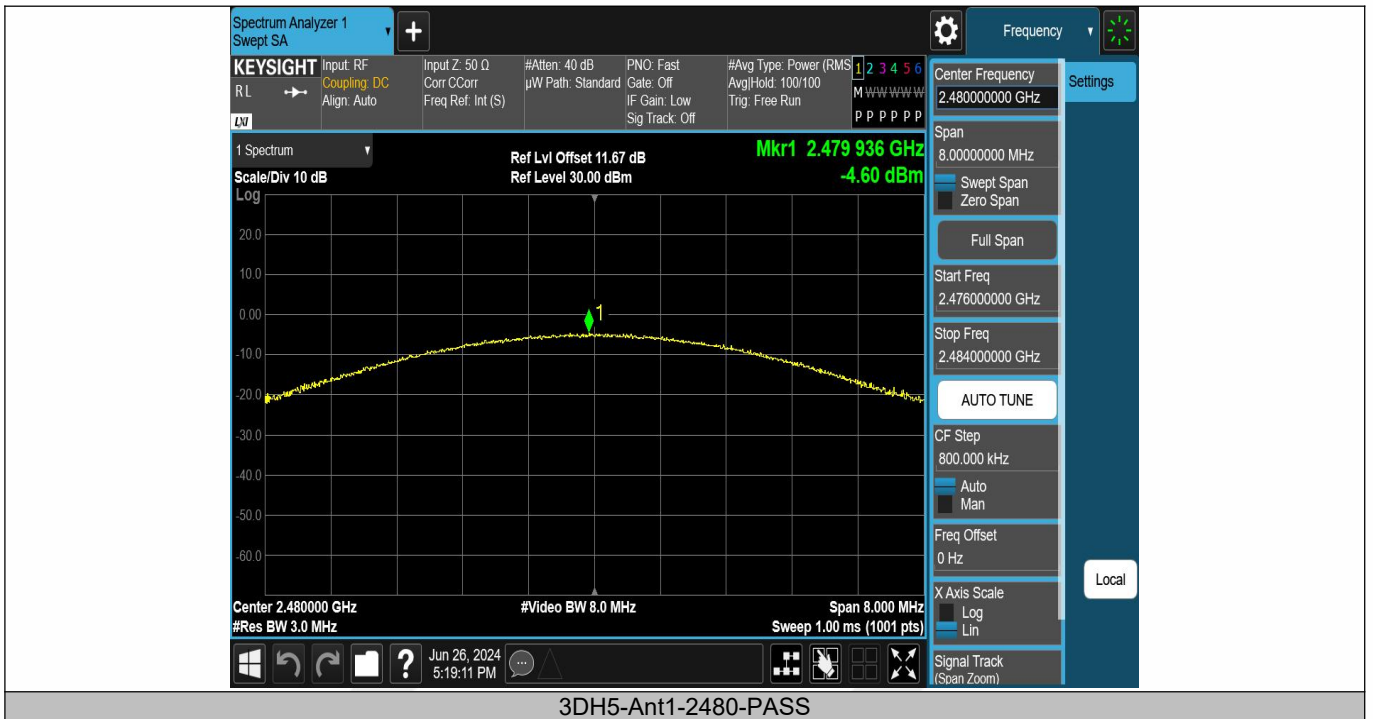 Spectrum Analyzer 1
Swept SA
+
Frequency
KEYSIGHT
RL
LXI
Input: RF
Coupling: DC
Align: Auto
Input Z: 50 Ω
Corr CCorr
Freq Ref: Int (S)
#Atten: 40 dB
µW Path: Standard
PNO: Fast
Gate: Off
IF Gain: Low
Sig Track: Off
#Avg Type: Power (RMS
Avg|Hold: 100/100
Trig: Free Run
1 2 3 4 5 6
M W W W W W
P P P P P P
1 Spectrum
Scale/Div 10 dB
Log
Ref Lvl Offset 11.67 dB
Ref Level 30.00 dBm
Mkr1 2.479 936 GHz
-4.60 dBm
20.0
10.0
0.00
-10.0
-20.0
-30.0
-40.0
-50.0
-60.0
1
Center 2.480000 GHz
#Res BW 3.0 MHz
#Video BW 8.0 MHz
Span 8.000 MHz
Sweep 1.00 ms (1001 pts)
Center Frequency
2.480000000 GHz
Settings
Span
8.00000000 MHz
Swept Span
Zero Span
Full Span
Start Freq
2.476000000 GHz
Stop Freq
2.484000000 GHz
AUTO TUNE
CF Step
800.000 kHz
Auto
Man
Freq Offset
0 Hz
Local
X Axis Scale
Log
Lin
Signal Track
(Span Zoom)
?
Jun 26, 2024
5:19:11 PM
3DH5-Ant1-2480-PASS